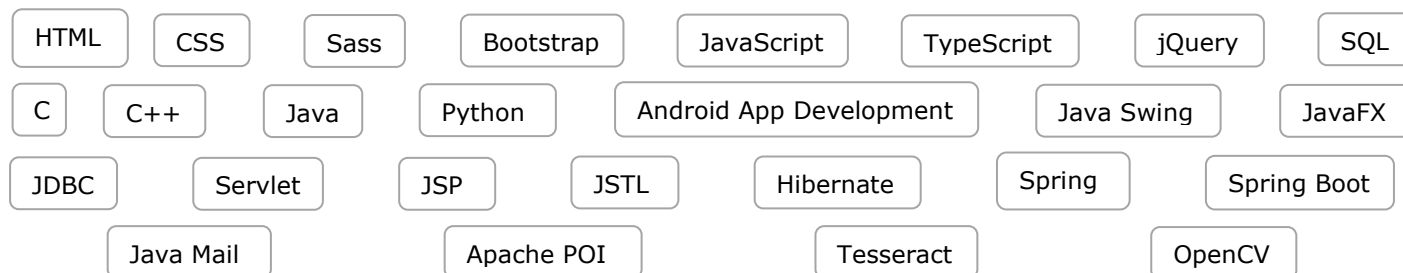 HTML CSS Sass Bootstrap JavaScript TypeScript jQuery SQL
C C++ Java Python Android App Development Java Swing JavaFX
JDBC Servlet JSP JSTL Hibernate Spring Spring Boot
Java Mail Apache POI Tesseract OpenCV